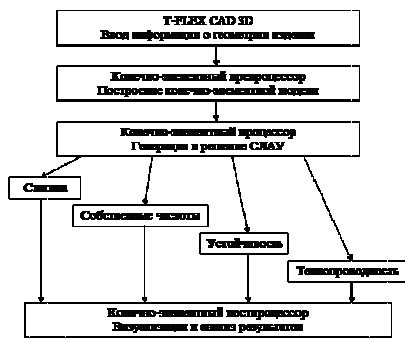 T-FLEX CAD 3D
Ввод информации о геометрии изделия
Конечно-элементный препроцессор
Построение конечно-элементной модели
Конечно-элементный процессор
Генерация и решение СЛАУ
Статика
Собственные частоты
Устойчивость
Теплопроводность
Конечно-элементный постпроцессор
Визуализация и анализ результатов